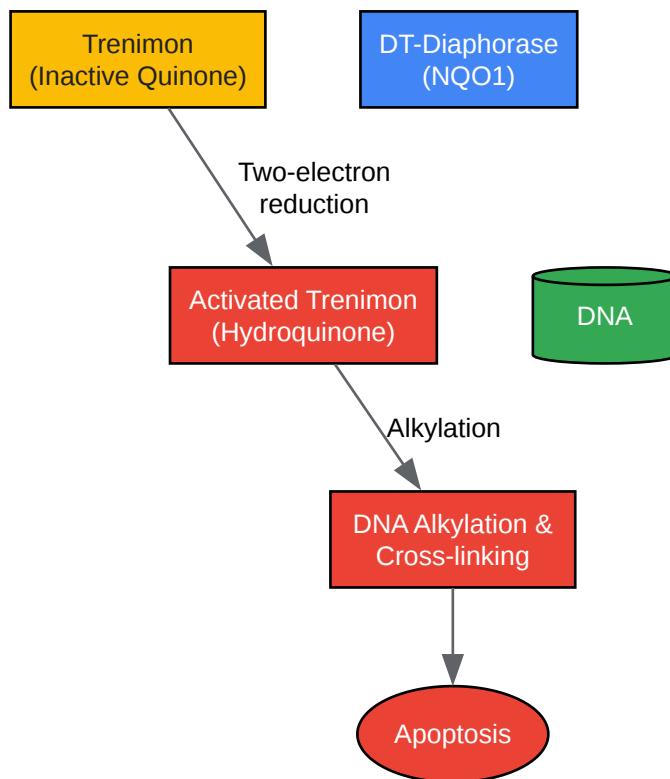 Trenimon
(Inactive Quinone)
DT-Diaphorase
(NQO1)
Two-electron
reduction
Activated Trenimon
(Hydroquinone)
DNA
Alkylation
DNA Alkylation &
Cross-linking
Apoptosis